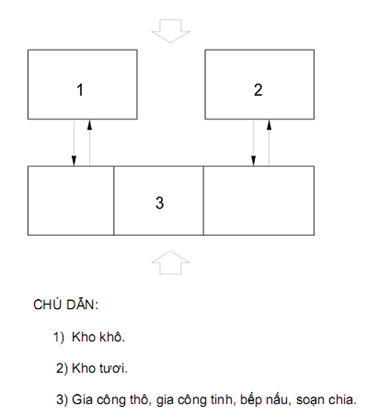 1
2
3
CHÚ DẪN:
1) Kho khô.
2) Kho tươi.
3) Gia công thô, gia công tinh, bếp nấu, soạn chia.